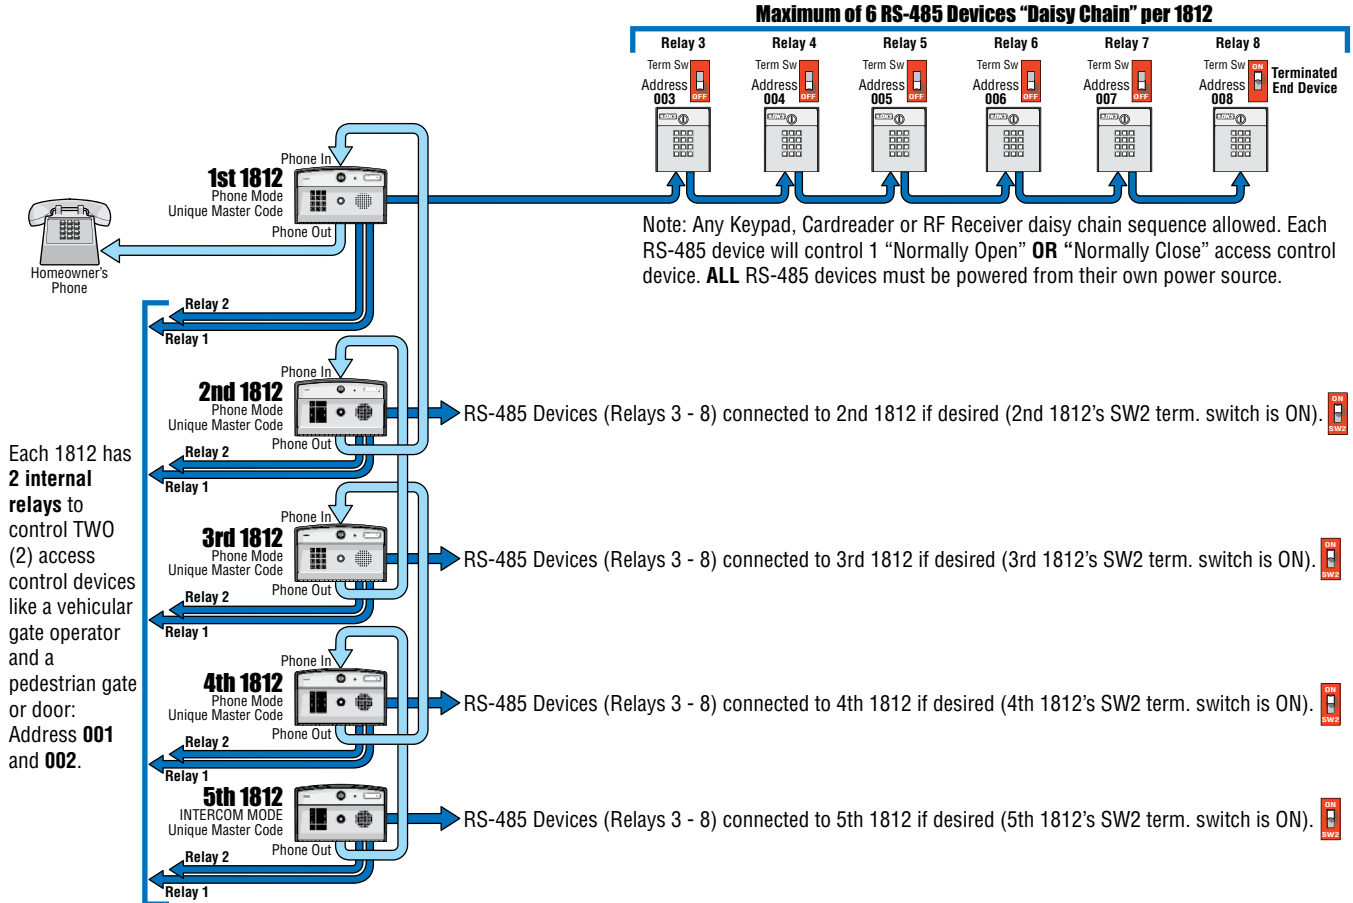 Maximum of 6 RS-485 Devices “Daisy Chain” per 1812
Relay 3
Relay 4
Relay 5
Relay 6
Relay 7
Relay 8
Term Sw
Address
003
OFF
Term Sw
Address
004
OFF
Term Sw
Address
005
OFF
Term Sw
Address
006
OFF
Term Sw
Address
007
OFF
Term Sw
Address
008
ON
Terminated
End Device
Note: Any Keypad, Cardreader or RF Receiver daisy chain sequence allowed. Each
RS-485 device will control 1 “Normally Open” OR “Normally Close” access control
device. ALL RS-485 devices must be powered from their own power source.
Phone In
1st 1812
Phone Mode
Unique Master Code
Phone Out
Homeowner's
Phone
Relay 2
Relay 1
Phone In
2nd 1812
Phone Mode
Unique Master Code
Phone Out
Relay 2
Relay 1
RS-485 Devices (Relays 3 - 8) connected to 2nd 1812 if desired (2nd 1812's SW2 term. switch is ON).
ON
SW2
Each 1812 has
2 internal
relays to
control TWO
(2) access
control devices
like a vehicular
gate operator
and a
pedestrian gate
or door:
Address 001
and 002.
Phone In
3rd 1812
Phone Mode
Unique Master Code
Phone Out
Relay 2
Relay 1
RS-485 Devices (Relays 3 - 8) connected to 3rd 1812 if desired (3rd 1812's SW2 term. switch is ON).
ON
SW2
Phone In
4th 1812
Phone Mode
Unique Master Code
Phone Out
Relay 2
Relay 1
RS-485 Devices (Relays 3 - 8) connected to 4th 1812 if desired (4th 1812's SW2 term. switch is ON).
ON
SW2
5th 1812
INTERCOM MODE
Unique Master Code
Phone Out
Relay 2
Relay 1
RS-485 Devices (Relays 3 - 8) connected to 5th 1812 if desired (5th 1812's SW2 term. switch is ON).
ON
SW2